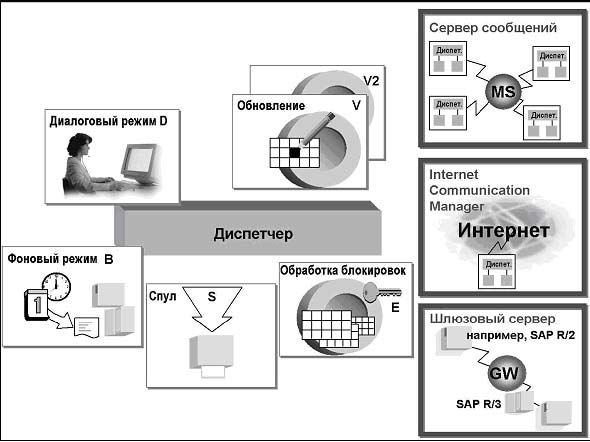 Диалоговый режим D
V2
Обновление V
Диспетчер
Фоновый режим B
1
Спул S
Обработка блокировок
E
Сервер сообщений
Диспет.
Диспет.
MS
Диспет.
Диспет.
Internet
Communication
Manager
Интернет
Диспет.
Шлюзовый сервер
например, SAP R/2
GW
SAP R/3